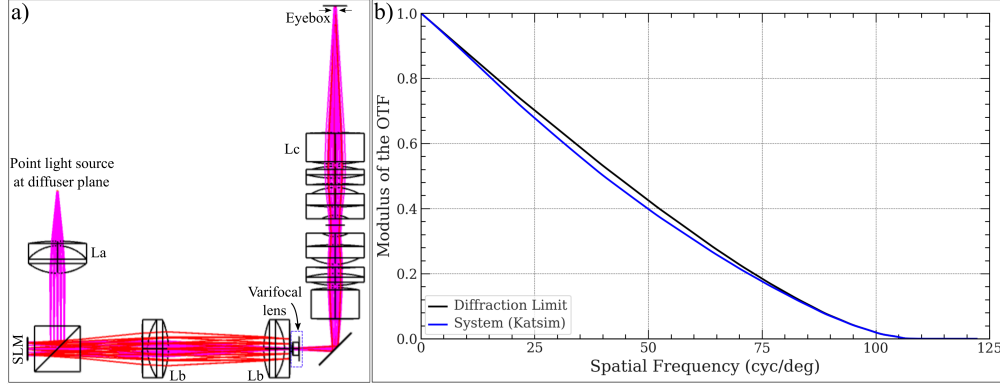 a)
Eyebox
Lc
Point light source
at diffuser plane
La
Varifocal
lens
SLM
Lb
Lb
b)
Modulus of the OTF
1.0
0.8
0.6
0.4
0.2
0.0
Diffraction Limit
System (Katsim)
0
25
50
75
100
125
Spatial Frequency (cyc/deg)